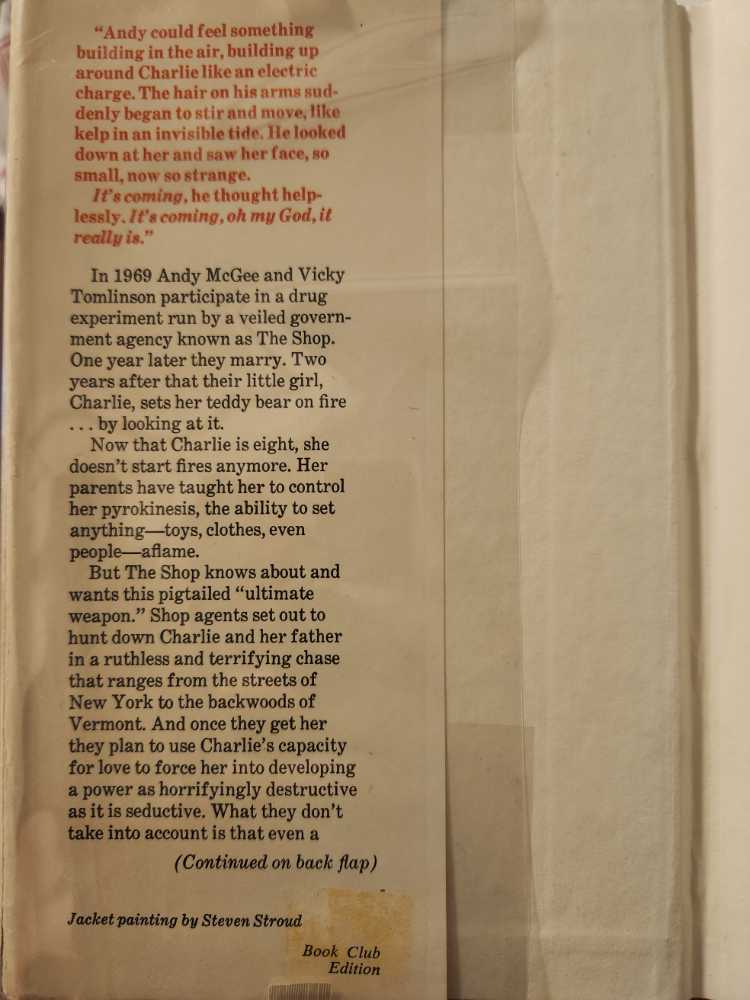 "Andy could feel something
building in the air, building up
around Charlie like an electric
charge. The hair on his arms sud-
denly began to stir and move, like
kelp in an invisible tide. He looked
down at her and saw her face, so
small, now so strange.
It's coming, he thought help-
lessly. It's coming, oh my God, it
really is."
In 1969 Andy McGee and Vicky
Tomlinson participate in a drug
experiment run by a veiled govern-
ment agency known as The Shop.
One year later they marry. Two
years after that their little girl,
Charlie, sets her teddy bear on fire
. . . by looking at it.
Now that Charlie is eight, she
doesn't start fires anymore. Her
parents have taught her to control
her pyrokinesis, the ability to set
anything—toys, clothes, even
people—aflame.
But The Shop knows about and
wants this pigtailed "ultimate
weapon." Shop agents set out to
hunt down Charlie and her father
in a ruthless and terrifying chase
that ranges from the streets of
New York to the backwoods of
Vermont. And once they get her
they plan to use Charlie's capacity
for love to force her into developing
a power as horrifyingly destructive
as it is seductive. What they don't
take into account is that even a
(Continued on back flap)
Jacket painting by Steven Stroud
Book Club
Edition